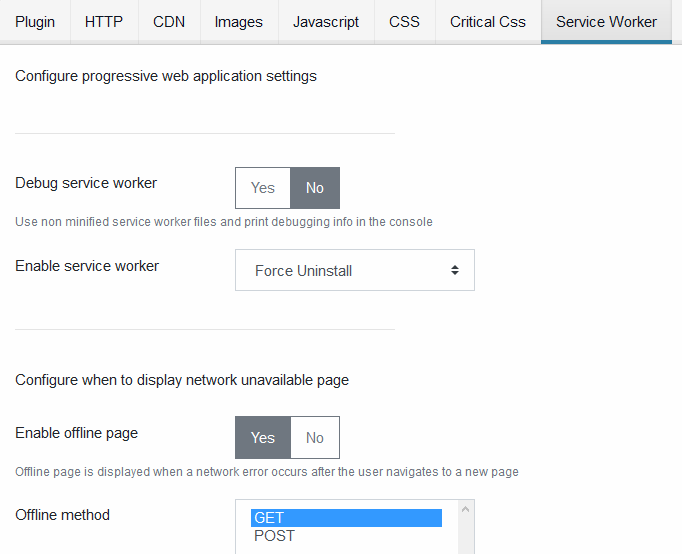 Plugin HTTP CDN Images Javascript CSS Critical Css Service Worker
Configure progressive web application settings
Debug service worker Yes No
Use non minified service worker files and print debugging info in the console
Enable service worker Force Uninstall
Configure when to display network unavailable page
Enable offline page Yes No
Offline page is displayed when a network error occurs after the user navigates to a new page
Offline method GET
POST